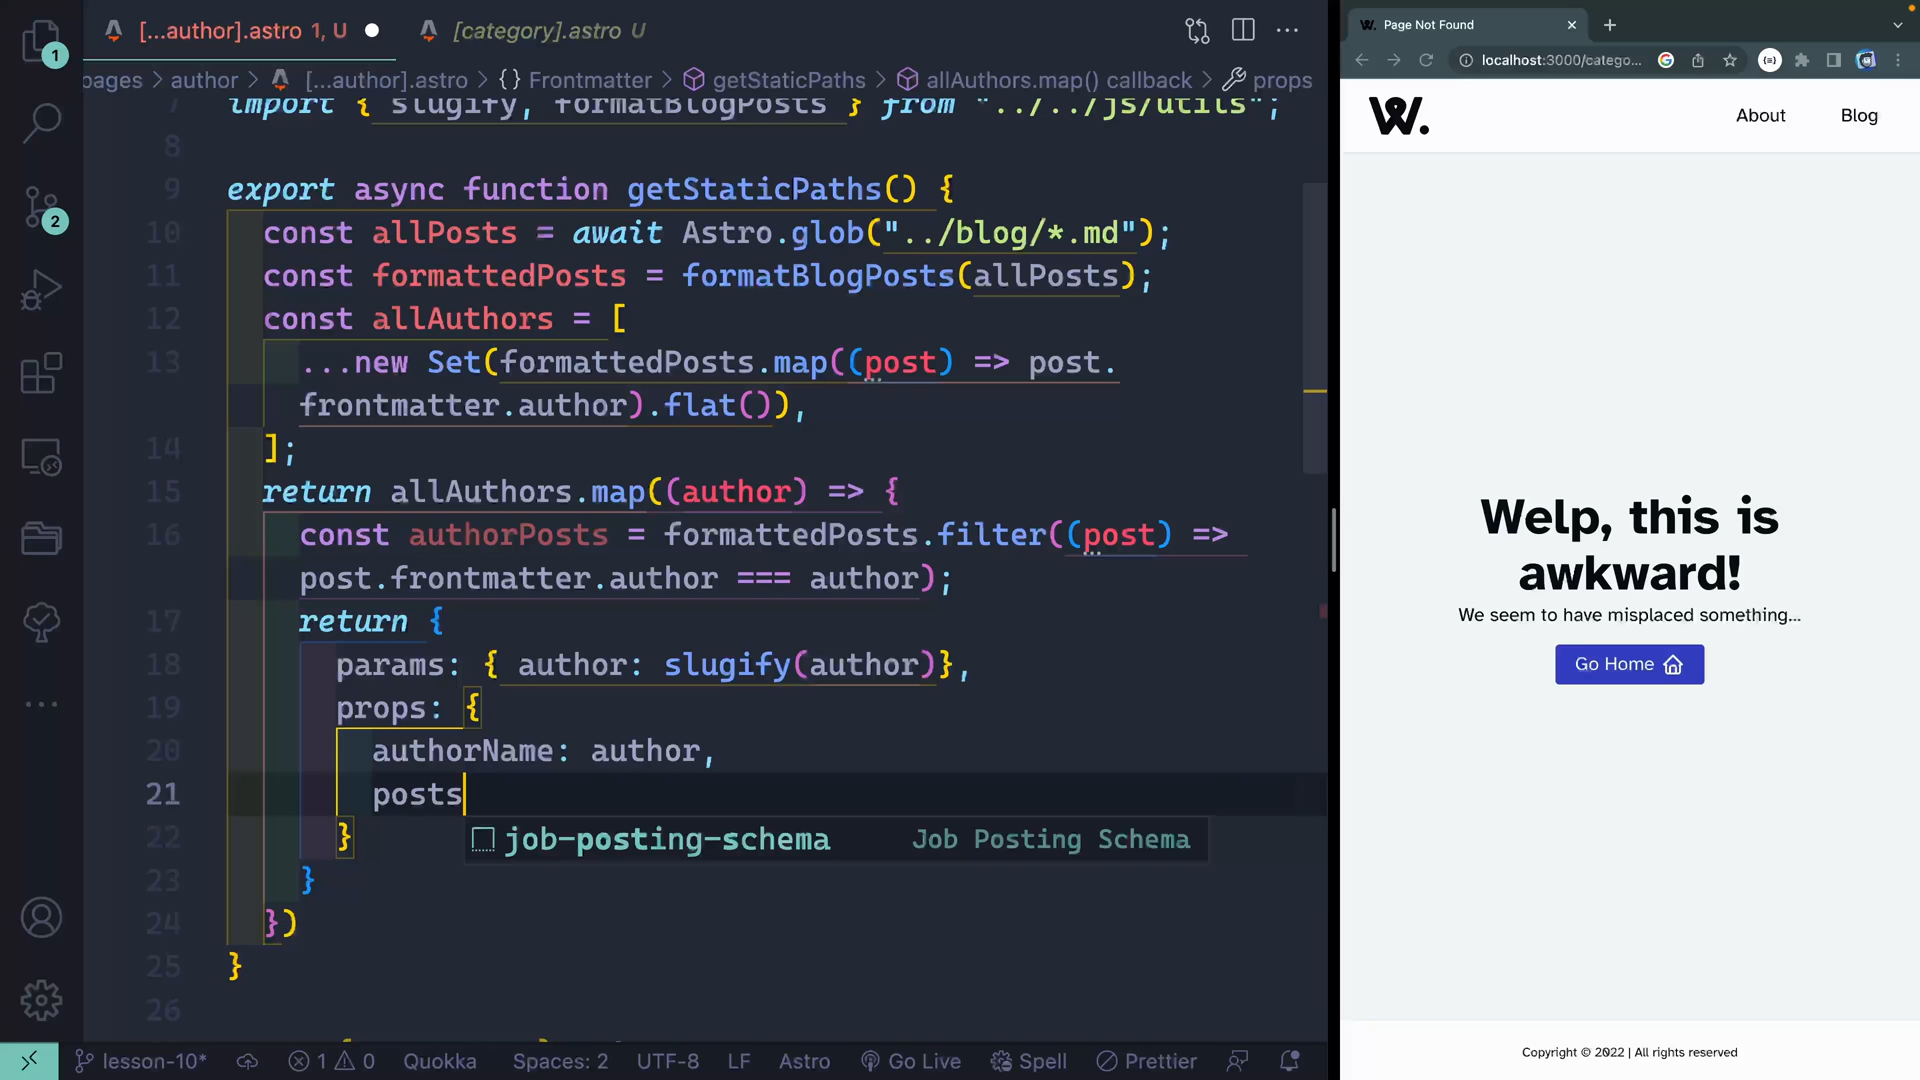 [...author].astro 1, U
[category].astro U
pages > author > [...author].astro > {} Frontmatter > getStaticPaths > allAuthors.map() callback > props
7 import { slugify, formatBlogPosts } from "../../js/utils";
8
9 export async function getStaticPaths() {
10 const allPosts = await Astro.glob("../blog/*.md");
11 const formattedPosts = formatBlogPosts(allPosts);
12 const allAuthors = [
13 ...new Set(formattedPosts.map((post) => post.
frontmatter.author).flat()),
14 ];
15 return allAuthors.map((author) => {
16 const authorPosts = formattedPosts.filter((post) =>
post.frontmatter.author === author);
17 return {
18 params: { author: slugify(author)},
19 props: {
20 authorName: author,
21 posts
job-posting-schema Job Posting Schema
22 }
23 }
24 })
25 }
26
1
2
lesson-10* 1 0 Quokka Spaces: 2 UTF-8 LF Astro Go Live Spell Prettier
W. Page Not Found
localhost:3000/catego...
W.
About
Blog
Welp, this is
awkward!
We seem to have misplaced something...
Go Home
Copyright © 2022 | All rights reserved